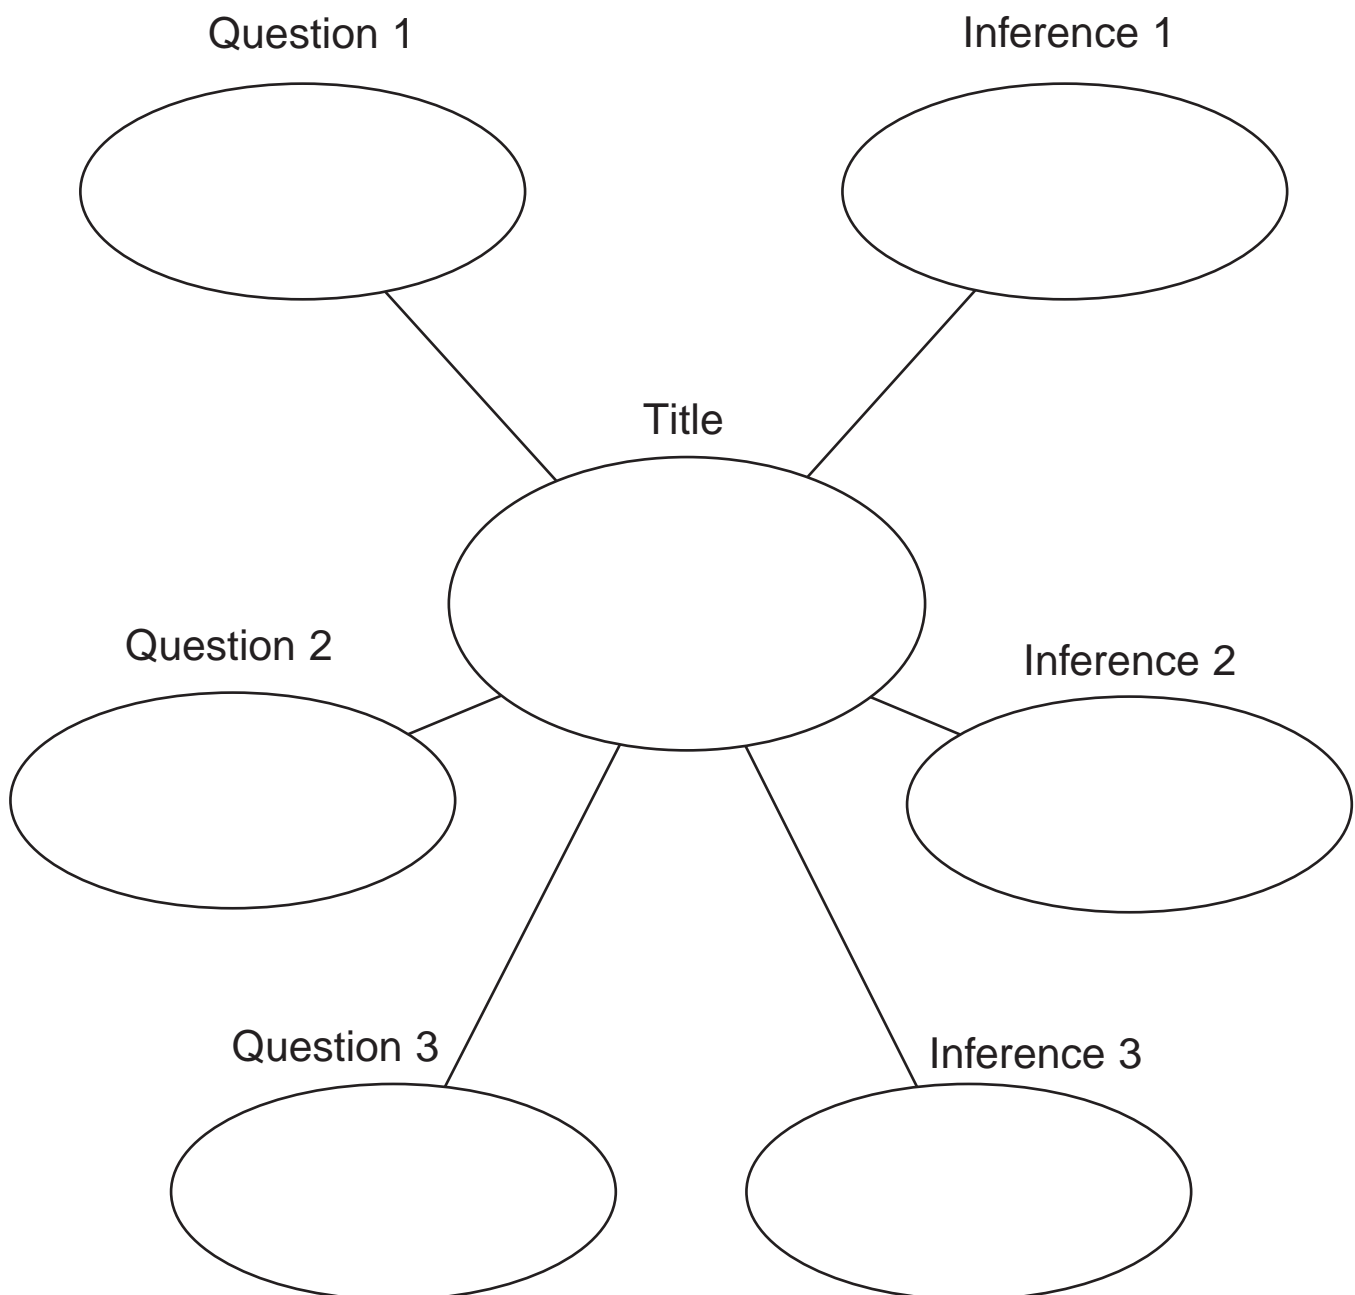 Question 1
Inference 1
Title
Question 2
Inference 2
Question 3
Inference 3